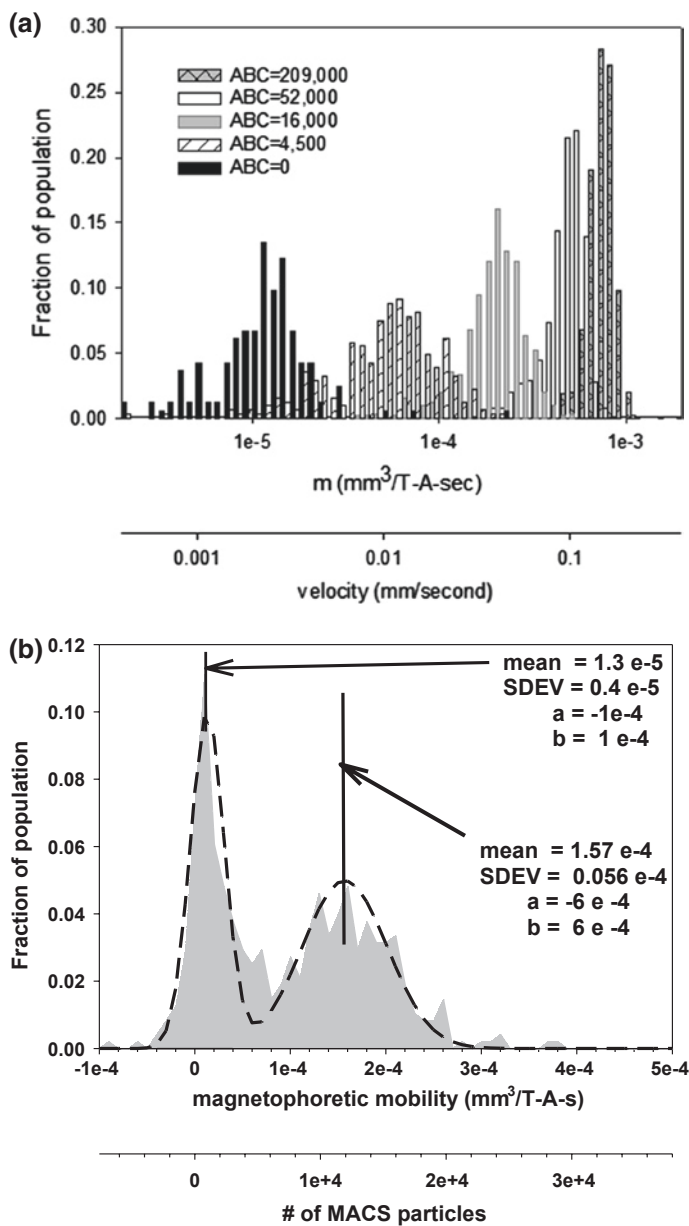 (a)
0.30
0.25
0.20
0.15
0.10
0.05
0.00
Fraction of population
ABC=209,000
ABC=52,000
ABC=16,000
ABC=4,500
ABC=0
1e-5 1e-4 1e-3
m (mm³/T-A-sec)
0.001 0.01 0.1
velocity (mm/second)
(b)
0.12
0.10
0.08
0.06
0.04
0.02
0.00
Fraction of population
mean = 1.3 e-5
SDEV = 0.4 e-5
a = -1e-4
b = 1 e-4
mean = 1.57 e-4
SDEV = 0.056 e-4
a = -6 e -4
b = 6 e -4
-1e-4 0 1e-4 2e-4 3e-4 4e-4 5e-4
magnetophoretic mobility (mm³/T-A-s)
0 1e+4 2e+4 3e+4
# of MACS particles